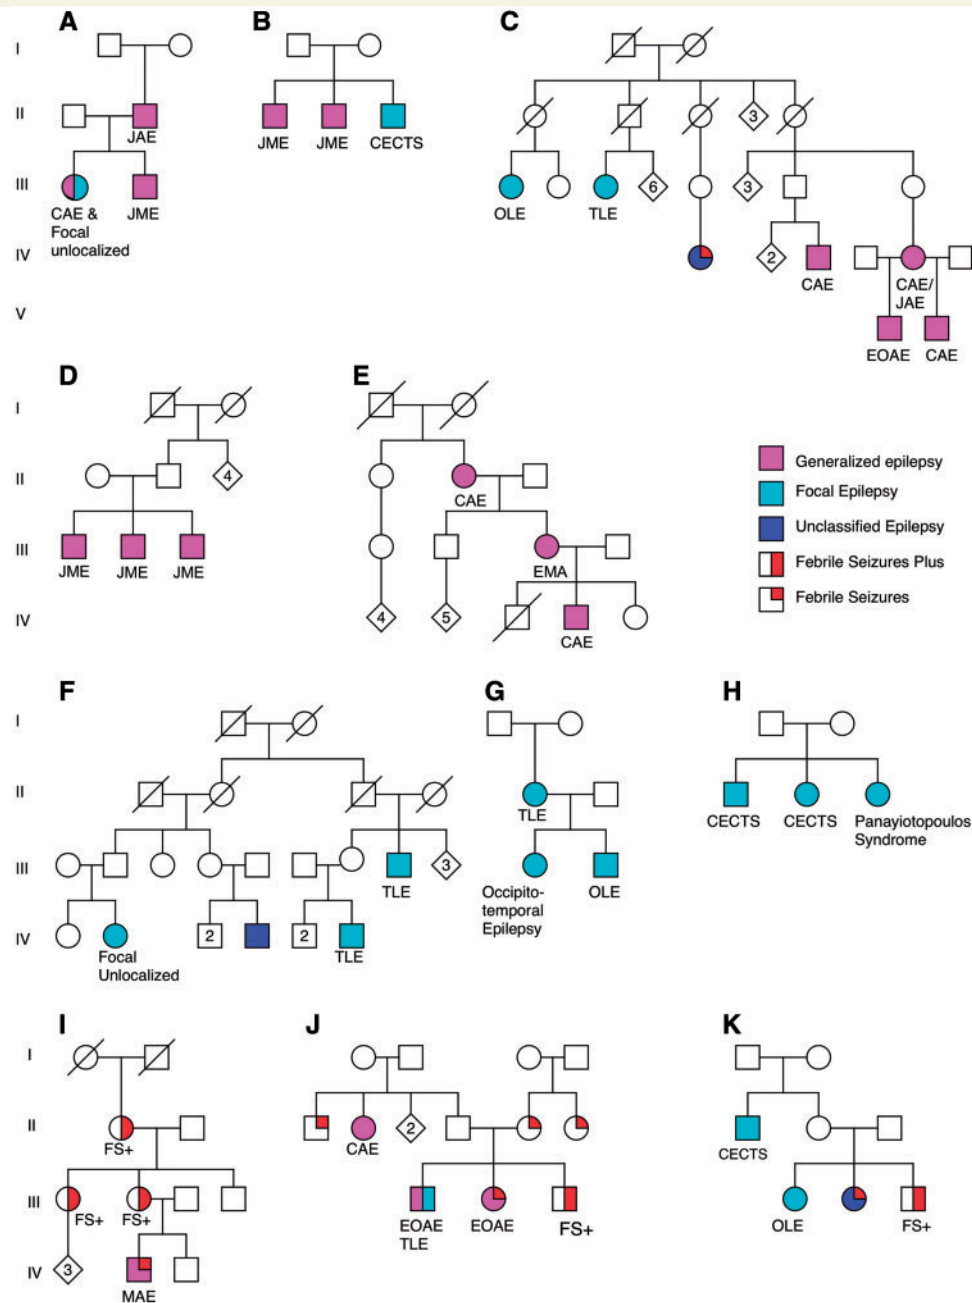 A
B
C
I
II
3
JAE
JME
JME
CECTS
III
6
3
OLE
TLE
CAE &
Focal
unlocalized
JME
IV
2
CAE
CAE/
JAE
V
EOAE
CAE
D
E
I
II
4
CAE
III
JME
JME
JME
EMA
IV
4
5
CAE
Generalized epilepsy
Focal Epilepsy
Unclassified Epilepsy
Febrile Seizures Plus
Febrile Seizures
F
G
H
I
II
TLE
CECTS
CECTS
Panayiotopoulos
Syndrome
III
3
TLE
Occipito-
temporal
Epilepsy
OLE
IV
2
2
Focal
Unlocalized
TLE
I
J
K
I
II
FS+
2
CAE
CECTS
III
FS+
FS+
EOAE
TLE
EOAE
FS+
OLE
FS+
IV
3
MAE